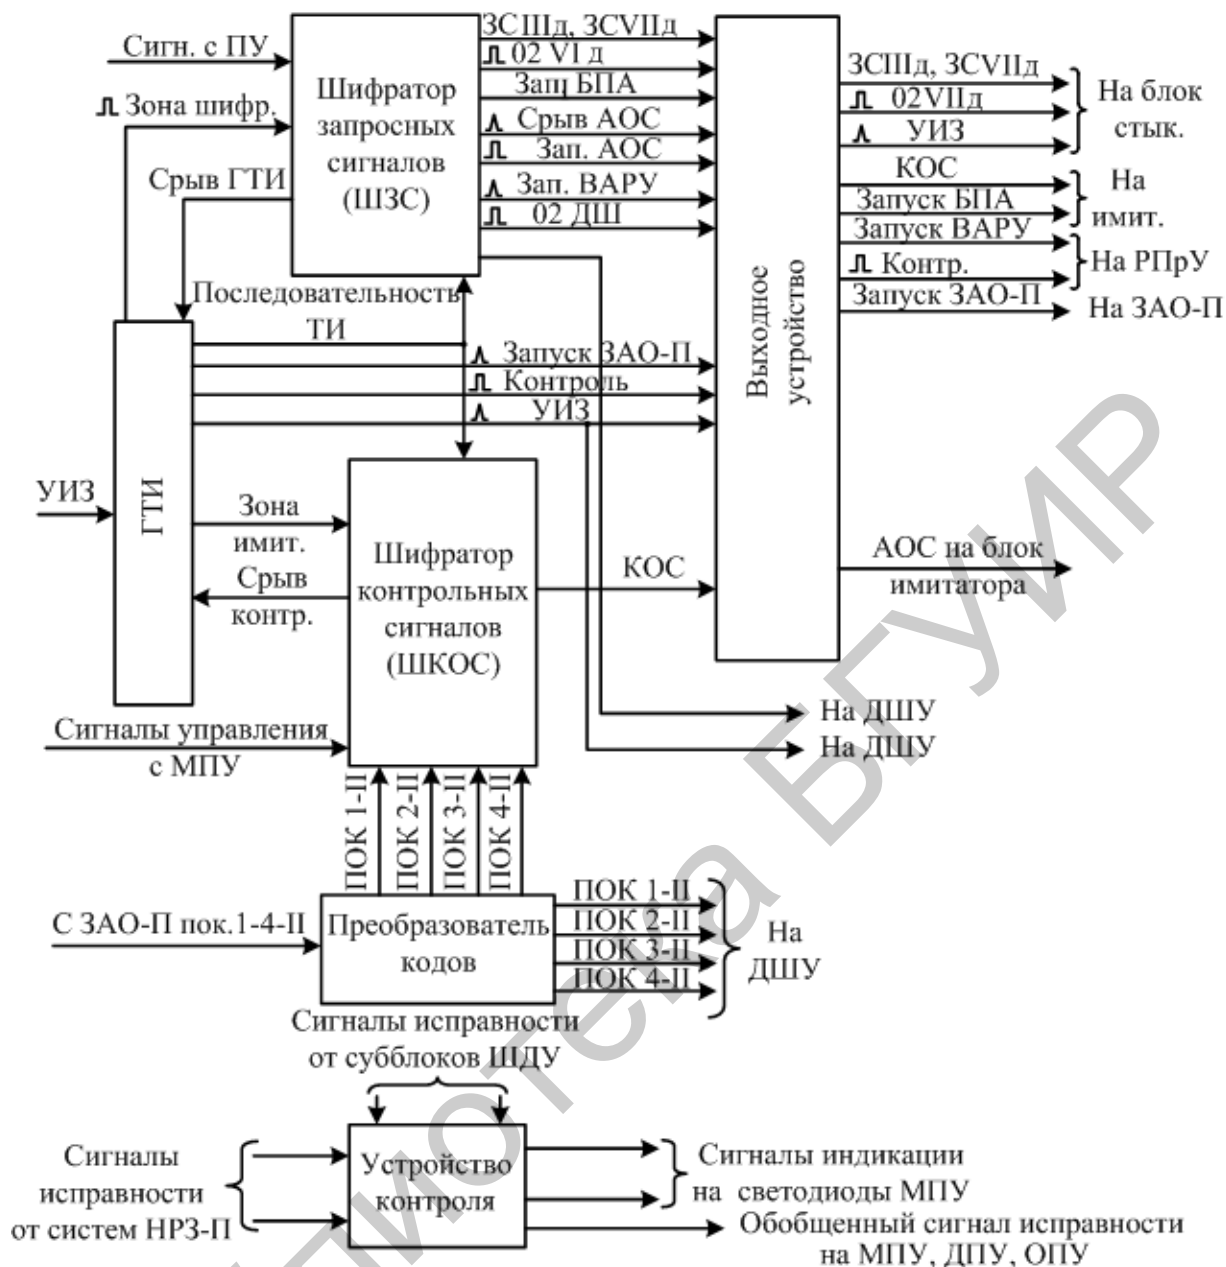 Сигн. с ПУ
Зона шифр.
Срыв ГТИ
Шифратор
запросных
сигналов
(ШЗС)
ЗСIIIд, ЗСVIIд
02 VI д
Зап БПА
Срыв АОС
Зап. АОС
Зап. ВАРУ
02 ДШ
Выходное
устройство
ЗСIIIд, ЗСVIIд
02VIIд
УИЗ
На блок
стык.
КОС
Запуск БПА
На
имит.
Запуск ВАРУ
Контр.
На РПрУ
Запуск ЗАО-П
На ЗАО-П
Последовательность
ТИ
Запуск ЗАО-П
Контроль
УИЗ
УИЗ
ГТИ
Зона
имит.
Срыв
контр.
Шифратор
контрольных
сигналов
(ШКОС)
КОС
АОС на блок
имитатора
На ДШУ
На ДШУ
Сигналы управления
с МПУ
ПОК 1-II
ПОК 2-II
ПОК 3-II
ПОК 4-II
С ЗАО-П пок.1-4-II
Преобразователь
кодов
ПОК 1-II
ПОК 2-II
ПОК 3-II
ПОК 4-II
На
ДШУ
Сигналы исправности
от субблоков ШДУ
Сигналы
исправности
от систем НРЗ-П
Устройство
контроля
Сигналы индикации
на светодиоды МПУ
Обобщенный сигнал исправности
на МПУ, ДПУ, ОПУ
БГУИР